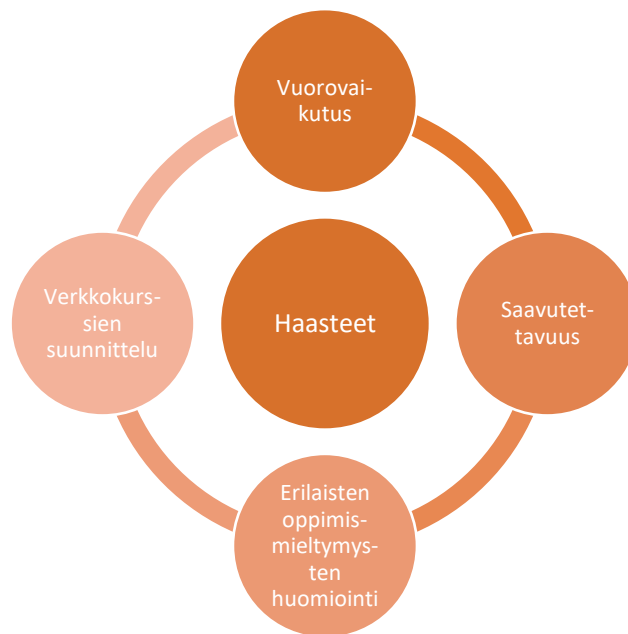 Vuorovai-
kutus
Verkkokurs-
sien
suunnittelu
Haasteet
Saavutet-
tavuus
Erilaisten
oppimis-
mieltymys-
ten
huomiointi